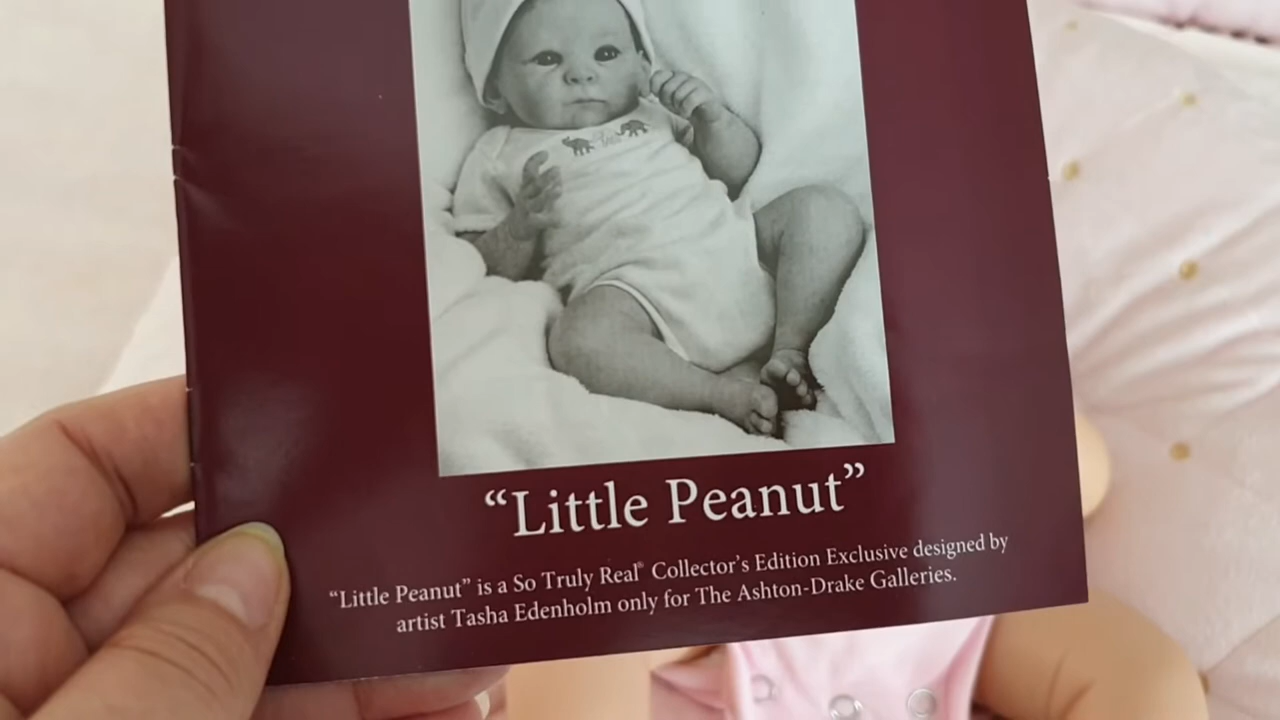 “Little Peanut”
“Little Peanut” is a So Truly Real® Collector’s Edition Exclusive designed by
artist Tasha Edenholm only for The Ashton-Drake Galleries.